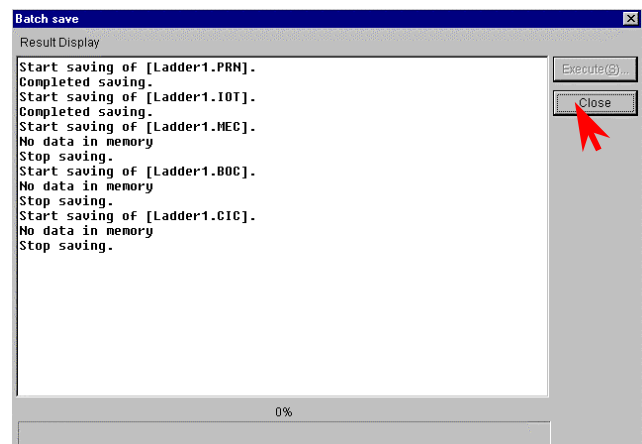 Batch save
Result Display
Start saving of [Ladder1.PRN].
Completed saving.
Start saving of [Ladder1.IOT].
Completed saving.
Start saving of [Ladder1.MEC].
No data in memory
Stop saving.
Start saving of [Ladder1.BOC].
No data in memory
Stop saving.
Start saving of [Ladder1.CIC].
No data in memory
Stop saving.
Execute(S)...
Close
0%